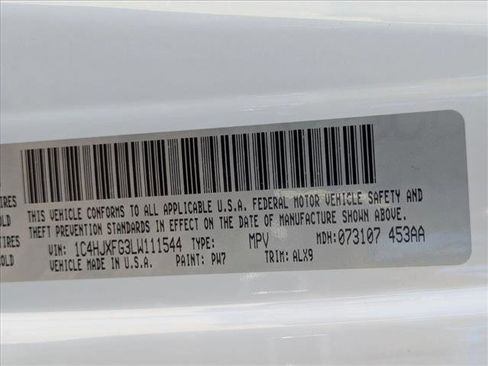 THIS VEHICLE CONFORMS TO ALL APPLICABLE U.S.A. FEDERAL MOTOR VEHICLE SAFETY AND
THEFT PREVENTION STANDARDS IN EFFECT ON THE DATE OF MANUFACTURE SHOWN ABOVE.
VIN: 1C4HJXFG3LW111544 TYPE: MPV MDH:073107 453AA
VEHICLE MADE IN U.S.A. PAINT: PW7 TRIM: ALX9